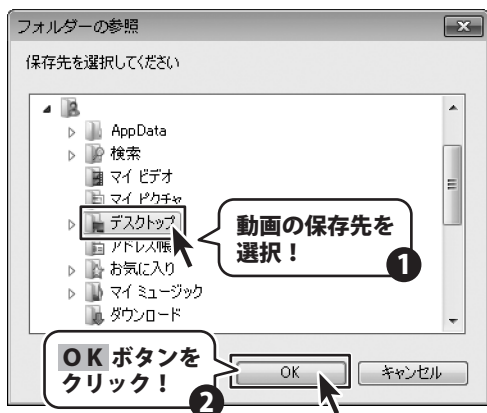 フォルダーの参照
保存先を選択してください
AppData
検索
マイ ビデオ
マイ ピクチャ
デスクトップ
アドレス帳
お気に入り
マイ ミュージック
ダウンロード
動画の保存先を
選択！
1
OK ボタンを
クリック！
2
OK
キャンセル